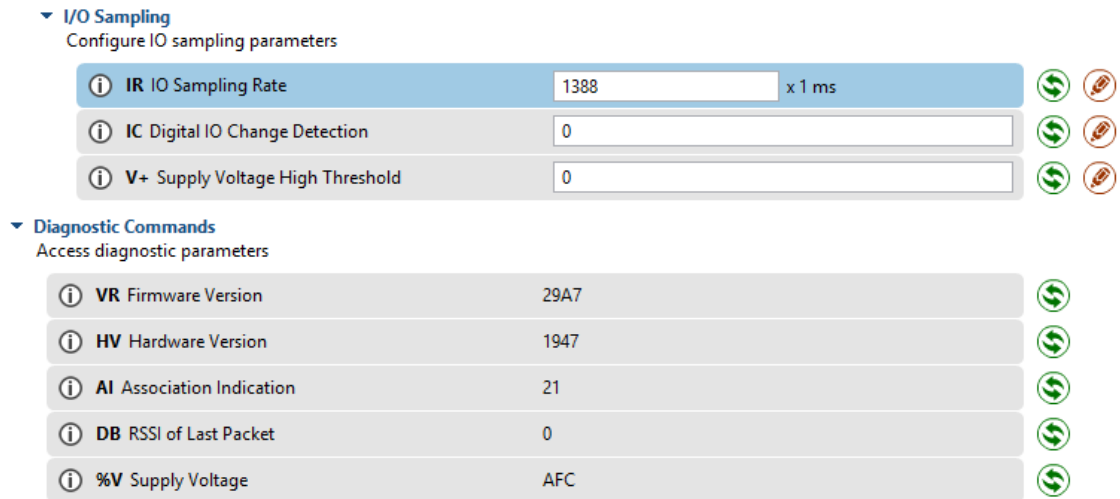 I/O Sampling
Configure IO sampling parameters
IR IO Sampling Rate 1388 x 1 ms
IC Digital IO Change Detection 0
V+ Supply Voltage High Threshold 0
Diagnostic Commands
Access diagnostic parameters
VR Firmware Version 29A7
HV Hardware Version 1947
AI Association Indication 21
DB RSSI of Last Packet 0
%V Supply Voltage AFC